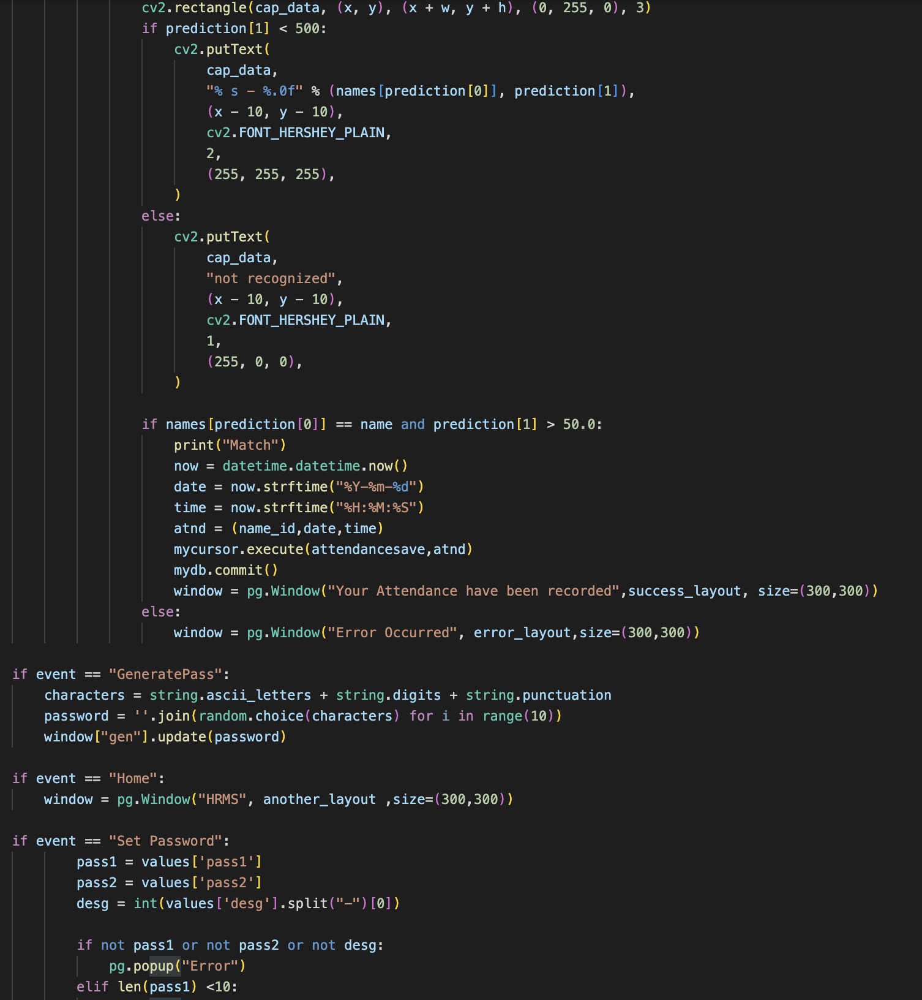 cv2.rectangle(cap_data, (x, y), (x + w, y + h), (0, 255, 0), 3)
if prediction[1] < 500:
cv2.putText(
cap_data,
"% s - %.0f" % (names[prediction[0]], prediction[1]),
(x - 10, y - 10),
cv2.FONT_HERSHEY_PLAIN,
2,
(255, 255, 255),
)
else:
cv2.putText(
cap_data,
"not recognized",
(x - 10, y - 10),
cv2.FONT_HERSHEY_PLAIN,
1,
(255, 0, 0),
)
if names[prediction[0]] == name and prediction[1] > 50.0:
print("Match")
now = datetime.datetime.now()
date = now.strftime("%Y-%m-%d")
time = now.strftime("%H:%M:%S")
atnd = (name_id,date,time)
mycursor.execute(attendancesave,atnd)
mydb.commit()
window = pg.Window("Your Attendance have been recorded",success_layout, size=(300,300))
else:
window = pg.Window("Error Occurred", error_layout,size=(300,300))
if event == "GeneratePass":
characters = string.ascii_letters + string.digits + string.punctuation
password = ''.join(random.choice(characters) for i in range(10))
window["gen"].update(password)
if event == "Home":
window = pg.Window("HRMS", another_layout ,size=(300,300))
if event == "Set Password":
pass1 = values['pass1']
pass2 = values['pass2']
desg = int(values['desg'].split("-")[0])
if not pass1 or not pass2 or not desg:
pg.popup("Error")
elif len(pass1) <10: